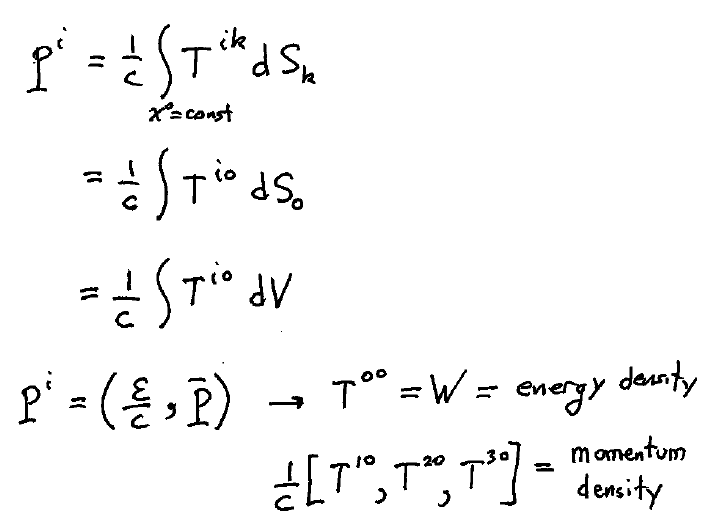 P^i = 1/c ∫ T^{ik} dS_k
x^0 = const
= 1/c ∫ T^{i0} dS_0
= 1/c ∫ T^{i0} dV
P^i = (ε/c, P̄) → T^{00} = W = energy density
1/c [T^{10}, T^{20}, T^{30}] = momentum density